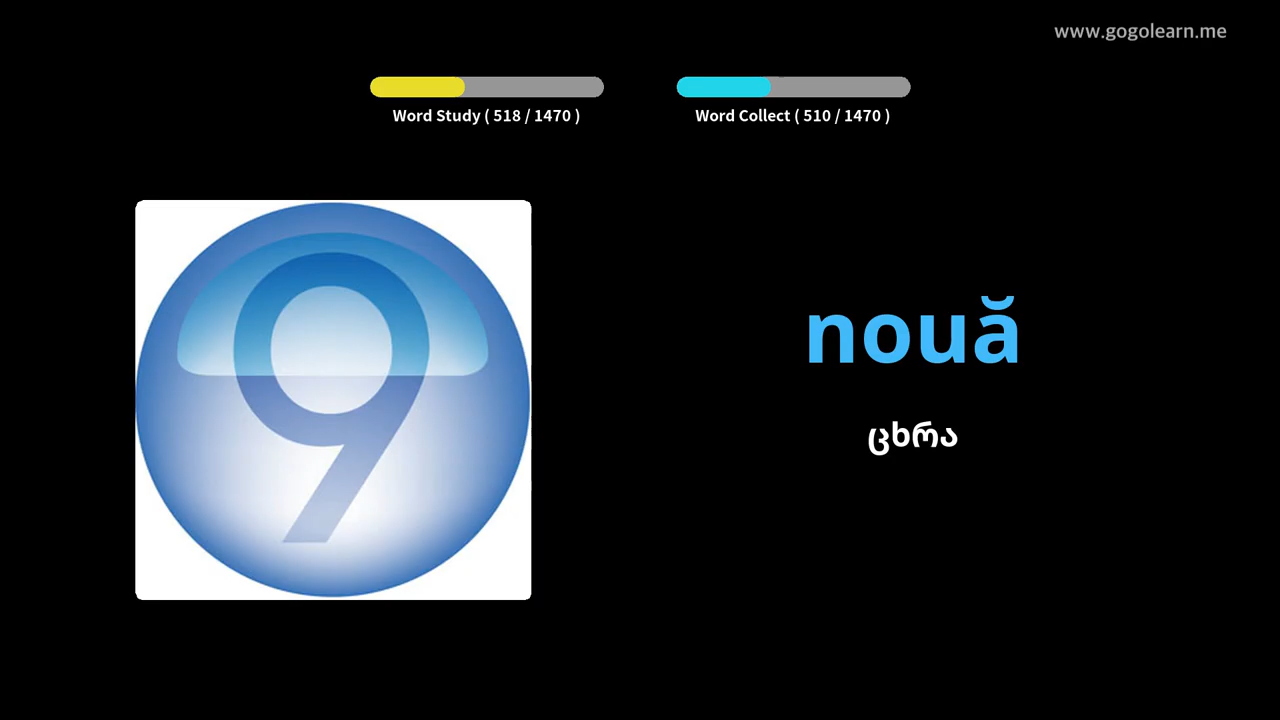 www.gogolearn.me
Word Study ( 518 / 1470 )
Word Collect ( 510 / 1470 )
9
nouă
ცხრა